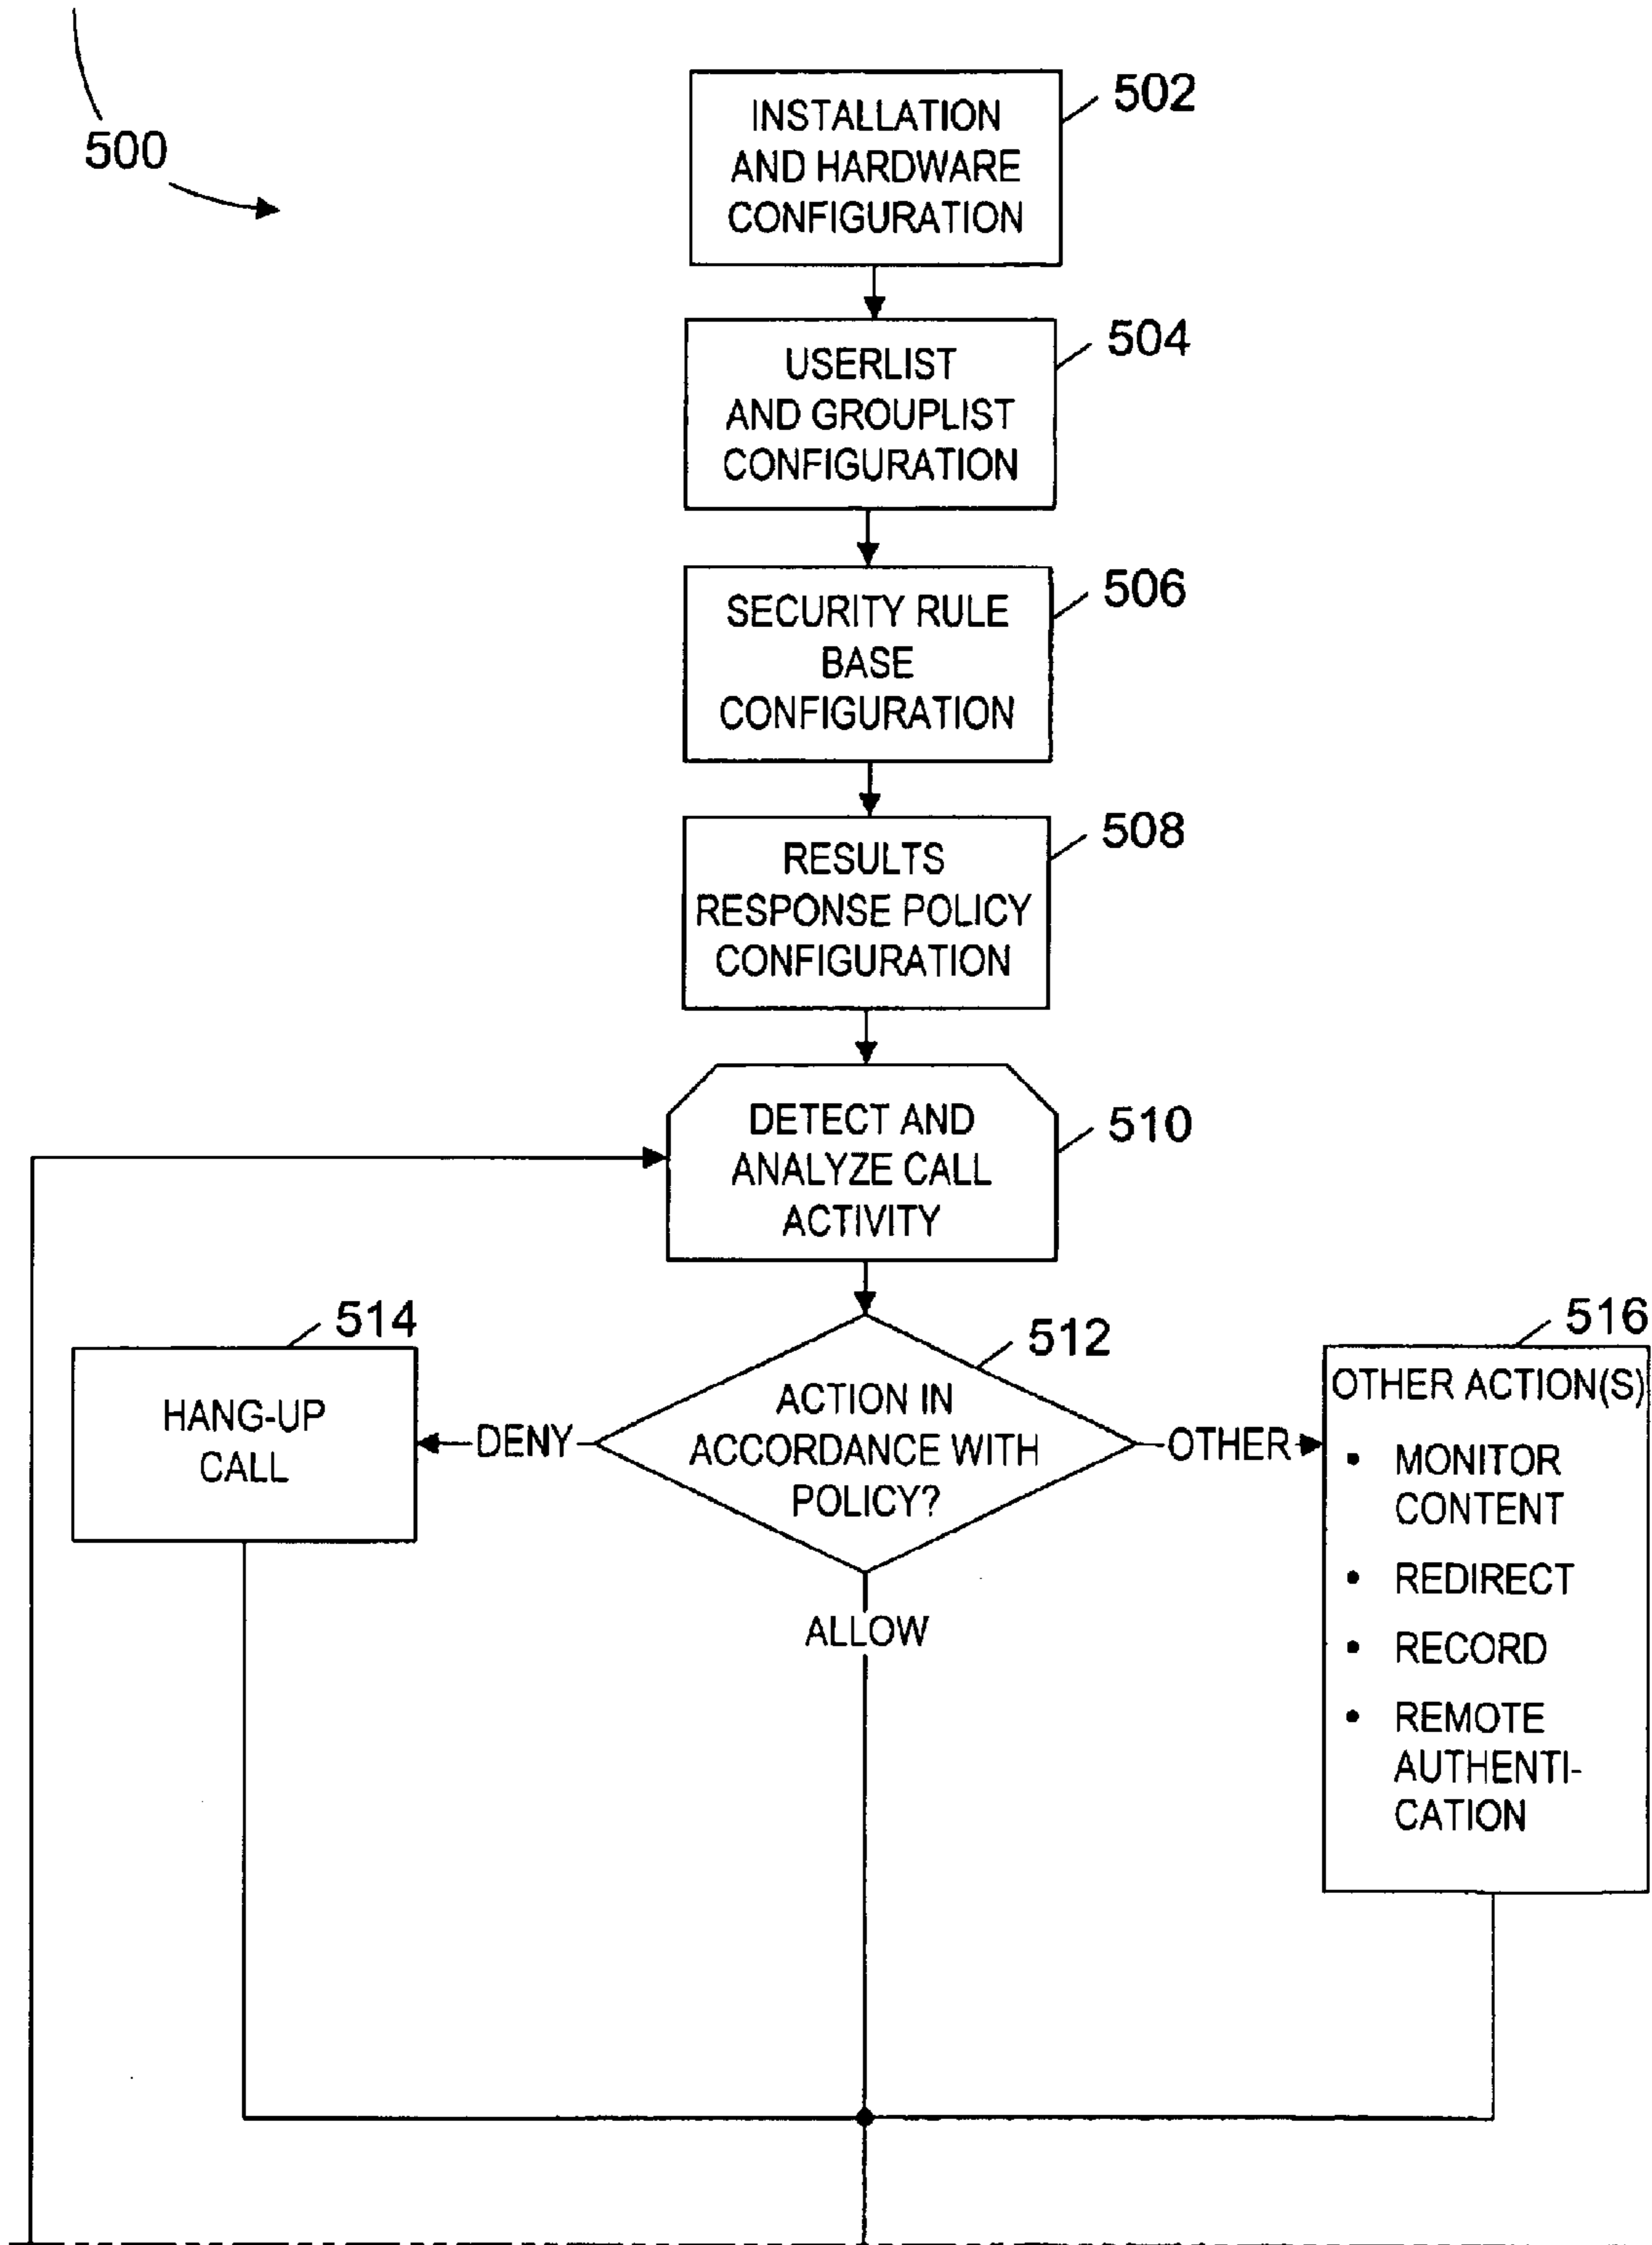 500
INSTALLATION
AND HARDWARE
CONFIGURATION
502
USERLIST
AND GROUPLIST
CONFIGURATION
504
SECURITY RULE
BASE
CONFIGURATION
506
RESULTS
RESPONSE POLICY
CONFIGURATION
508
DETECT AND
ANALYZE CALL
ACTIVITY
510
514
HANG-UP
CALL
DENY
512
ACTION IN
ACCORDANCE WITH
POLICY?
OTHER
ALLOW
516
OTHER ACTION(S)
• MONITOR
CONTENT
• REDIRECT
• RECORD
• REMOTE
AUTHENTI-
CATION